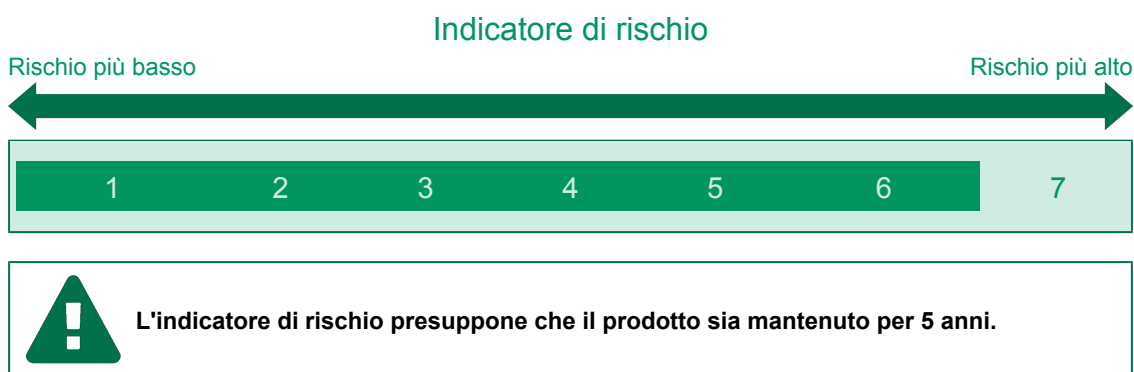 Indicatore di rischio
Rischio più basso Rischio più alto
1 2 3 4 5 6 7
L'indicatore di rischio presuppone che il prodotto sia mantenuto per 5 anni.